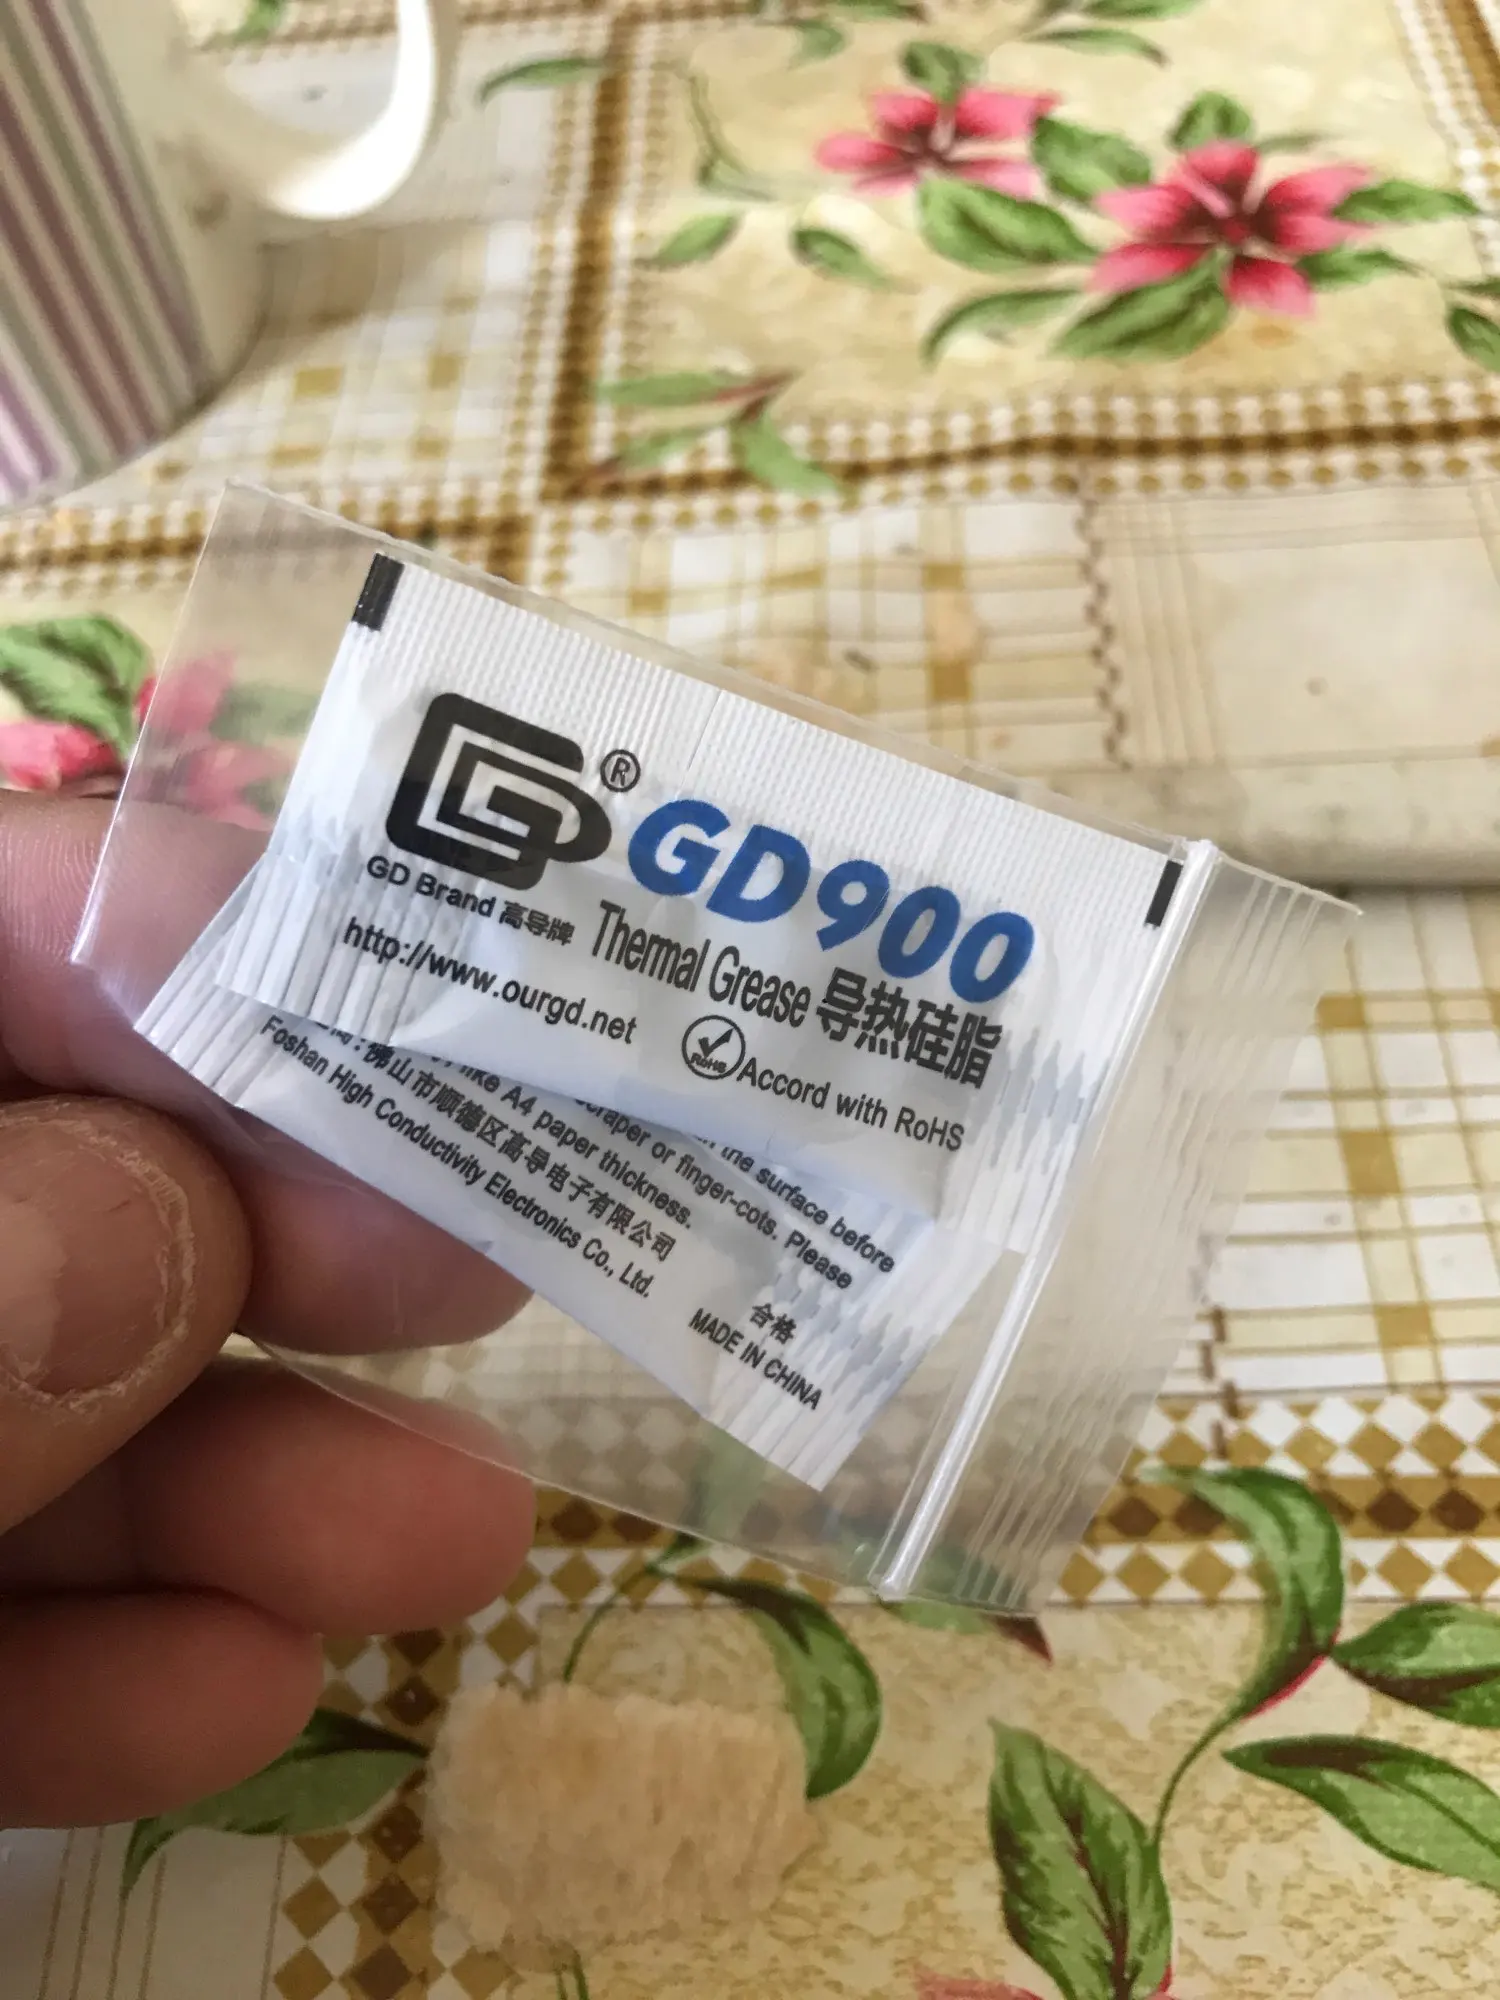 ®
GD900
GD Brand 高导牌
Thermal Grease 导热硅脂
http://www.ourgd.net
RoHS
Accord with RoHS
the surface before
scraper or finger-cots. Please
like A4 paper thickness.
佛山市顺德区高导电子有限公司
Foshan High Conductivity Electronics Co., Ltd.
合格
MADE IN CHINA